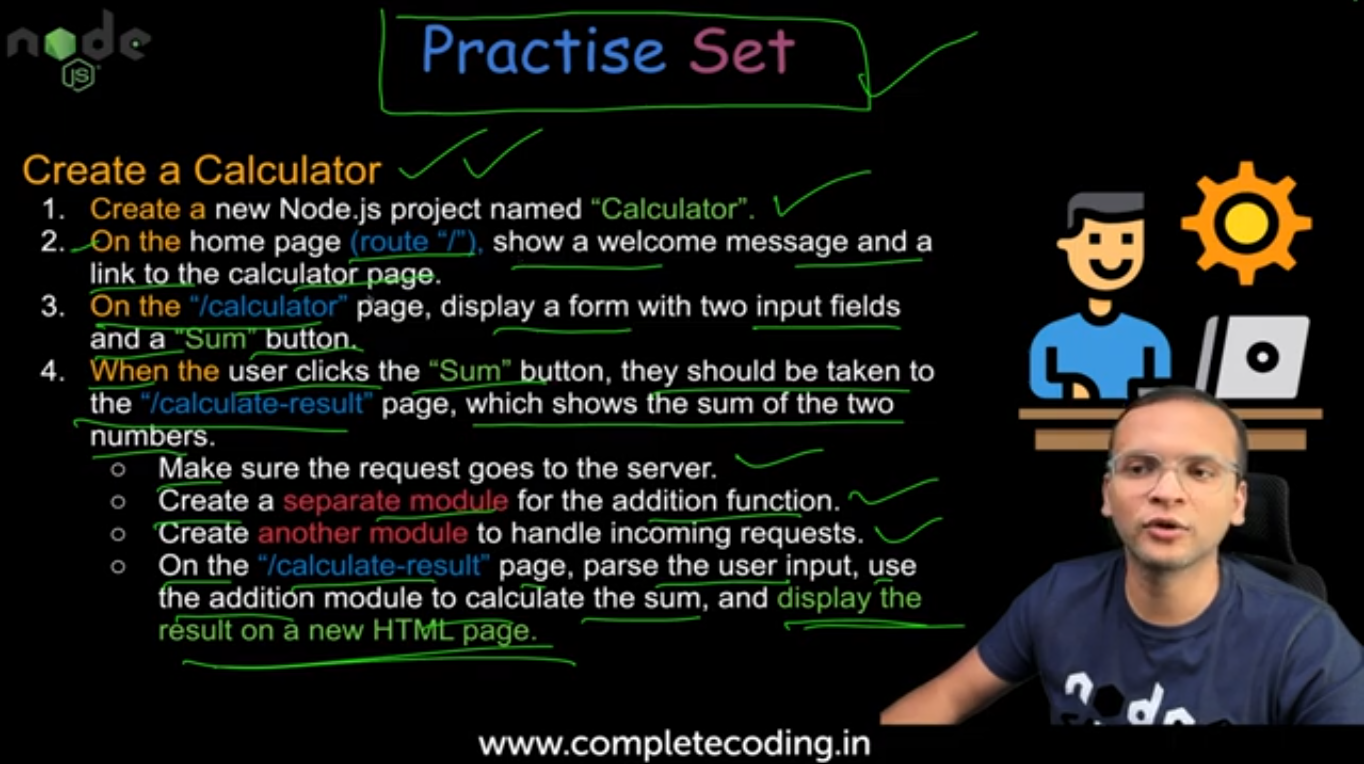 node
JS
Practise Set
Create a Calculator
1. Create a new Node.js project named “Calculator”.
2. On the home page (route “/”), show a welcome message and a
link to the calculator page.
3. On the “/calculator” page, display a form with two input fields
and a “Sum” button.
4. When the user clicks the “Sum” button, they should be taken to
the “/calculate-result” page, which shows the sum of the two
numbers.
○ Make sure the request goes to the server.
○ Create a separate module for the addition function.
○ Create another module to handle incoming requests.
○ On the “/calculate-result” page, parse the user input, use
the addition module to calculate the sum, and display the
result on a new HTML page.
node
www.completecoding.in